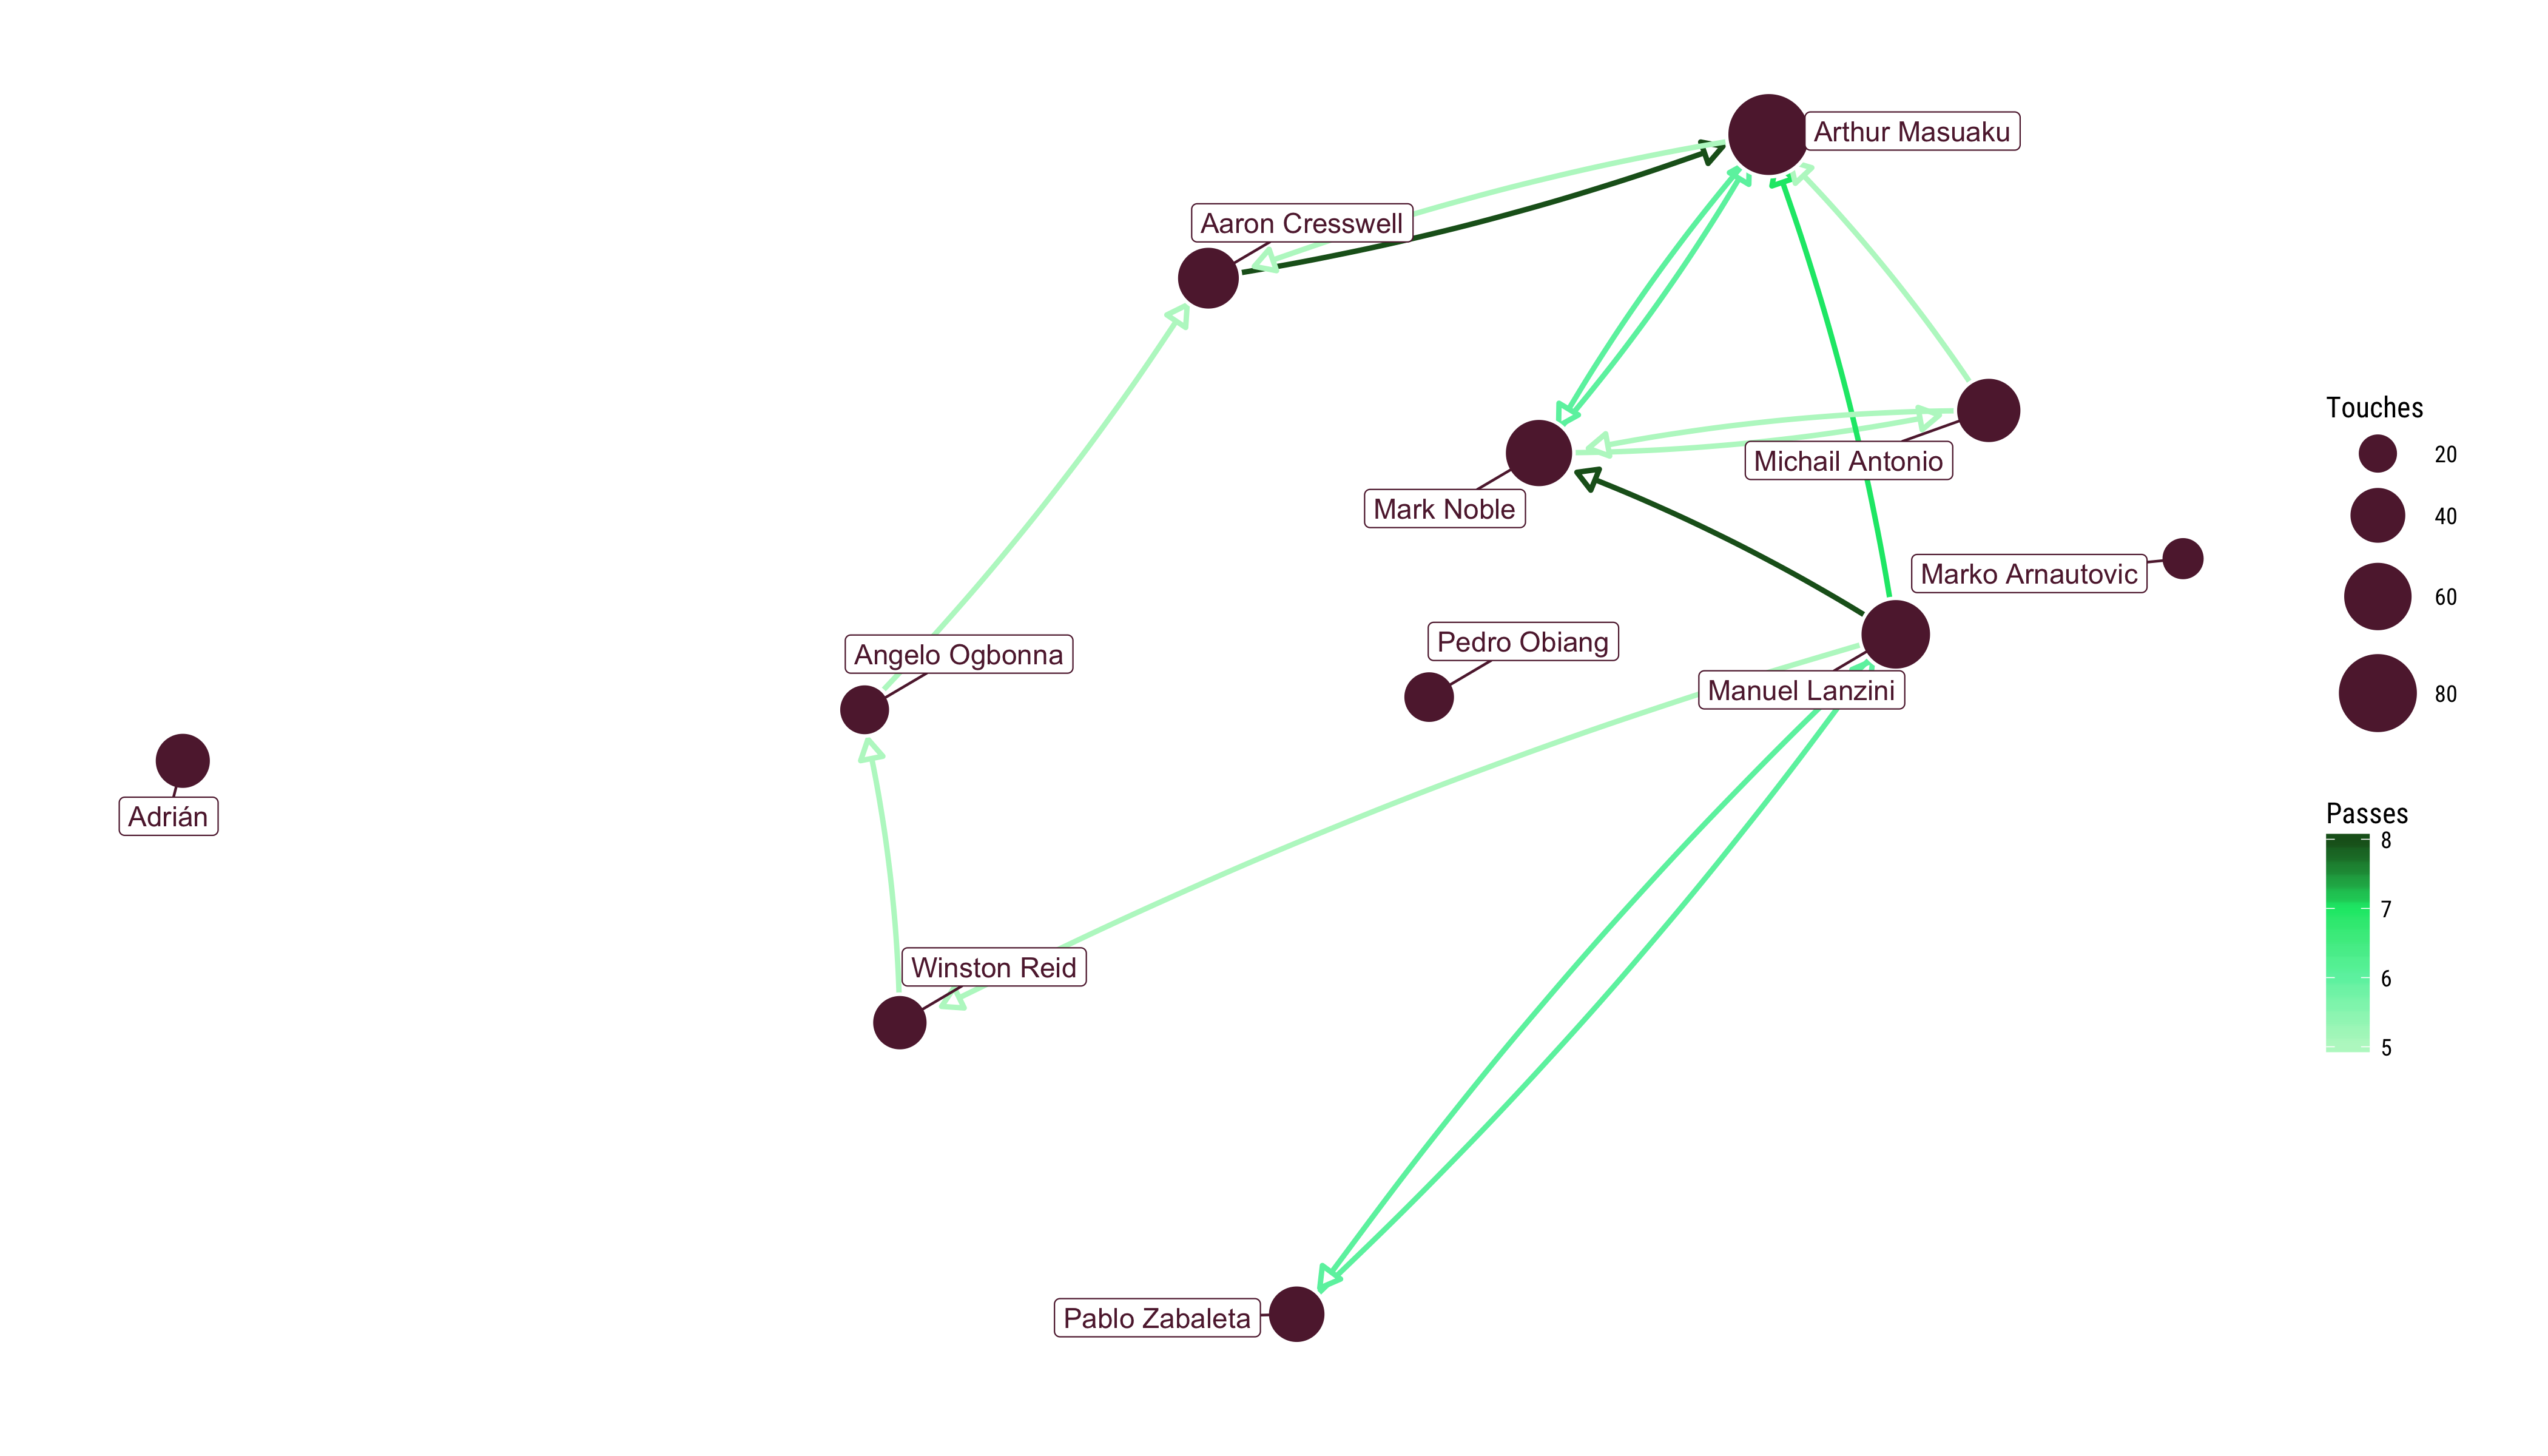 Arthur Masuaku
Aaron Cresswell
Michail Antonio
Mark Noble
Marko Arnautovic
Pedro Obiang
Angelo Ogbonna
Manuel Lanzini
Adrián
Winston Reid
Pablo Zabaleta
Touches
20
40
60
80
Passes
8
7
6
5